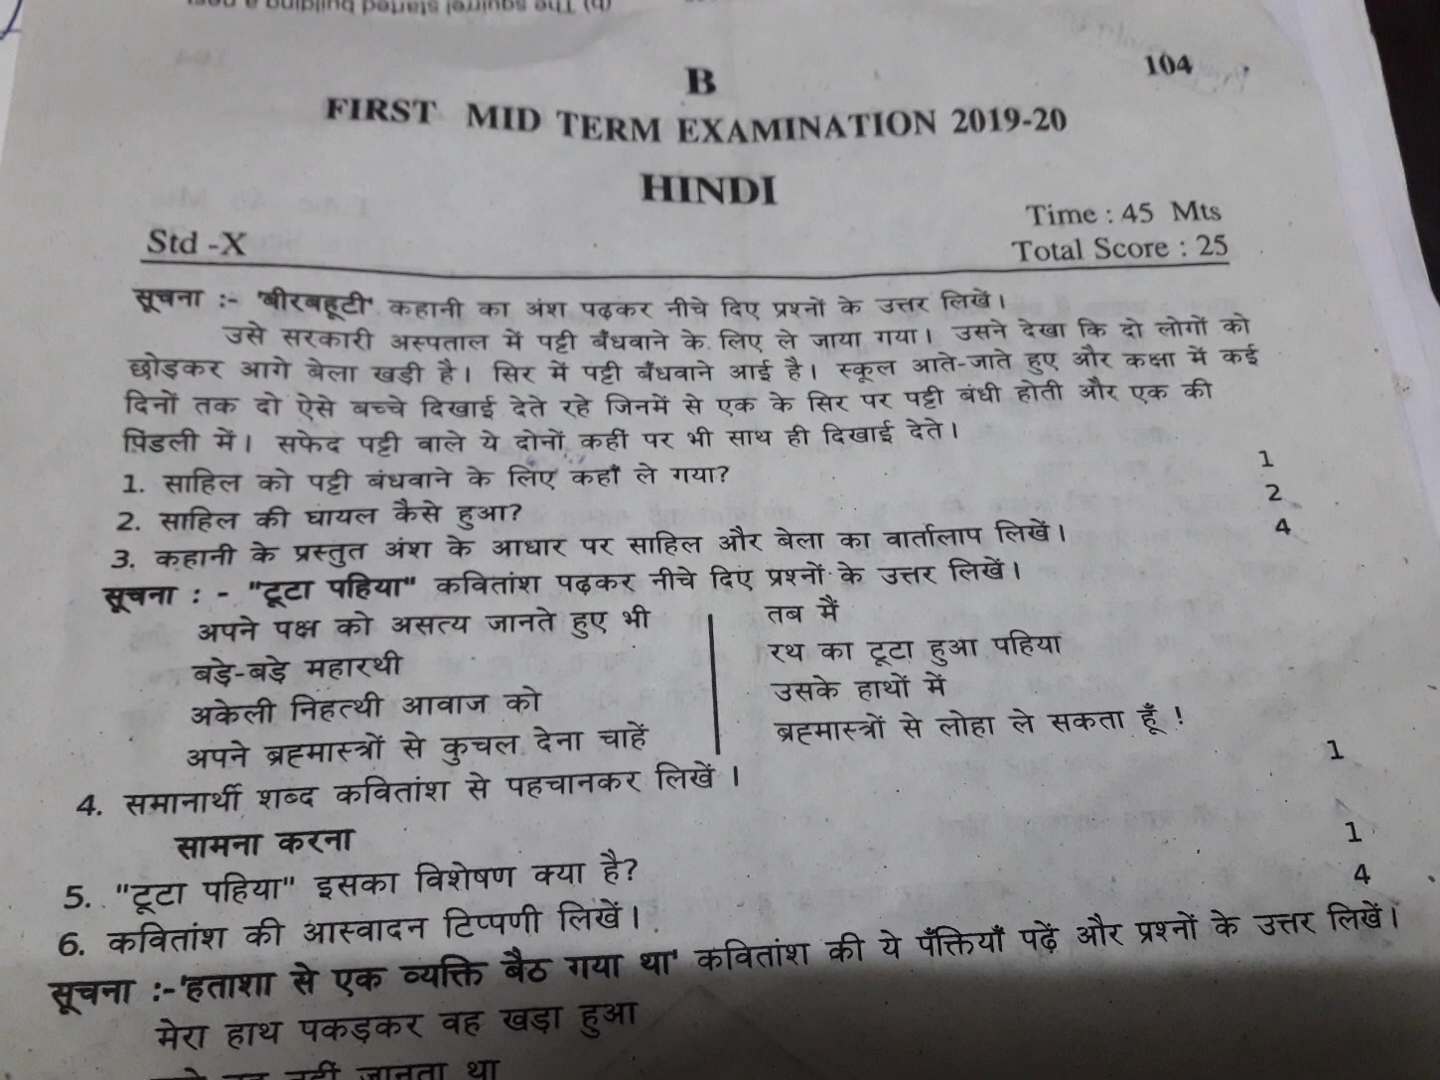 (b) The squirrel started building a nest
104
B
FIRST MID TERM EXAMINATION 2019-20
HINDI
Time : 45 Mts
Std -X
Total Score : 25
सूचना :- 'बीरबहूटी' कहानी का अंश पढ़कर नीचे दिए प्रश्नों के उत्तर लिखें।
उसे सरकारी अस्पताल में पट्टी बँधवाने के लिए ले जाया गया। उसने देखा कि दो लोगों को
छोड़कर आगे बेला खड़ी है। सिर में पट्टी बँधवाने आई है। स्कूल आते-जाते हुए और कक्षा में कई
दिनों तक दो ऐसे बच्चे दिखाई देते रहे जिनमें से एक के सिर पर पट्टी बंधी होती और एक की
पिंडली में। सफेद पट्टी वाले ये दोनों कहीं पर भी साथ ही दिखाई देते।
1. साहिल को पट्टी बंधवाने के लिए कहाँ ले गया? 1
2. साहिल की घायल कैसे हुआ? 2
3. कहानी के प्रस्तुत अंश के आधार पर साहिल और बेला का वार्तालाप लिखें। 4
सूचना : - "टूटा पहिया" कवितांश पढ़कर नीचे दिए प्रश्नों के उत्तर लिखें।
अपने पक्ष को असत्य जानते हुए भी
बड़े-बड़े महारथी
अकेली निहत्थी आवाज को
अपने ब्रह्मास्त्रों से कुचल देना चाहें
तब मैं
रथ का टूटा हुआ पहिया
उसके हाथों में
ब्रह्मास्त्रों से लोहा ले सकता हूँ !
4. समानार्थी शब्द कवितांश से पहचानकर लिखें । 1
सामना करना
5. "टूटा पहिया" इसका विशेषण क्या है? 1
6. कवितांश की आस्वादन टिप्पणी लिखें। 4
सूचना :-'हताशा से एक व्यक्ति बैठ गया था' कवितांश की ये पँक्तियाँ पढ़ें और प्रश्नों के उत्तर लिखें।
मेरा हाथ पकड़कर वह खड़ा हुआ
नहीं जानता था